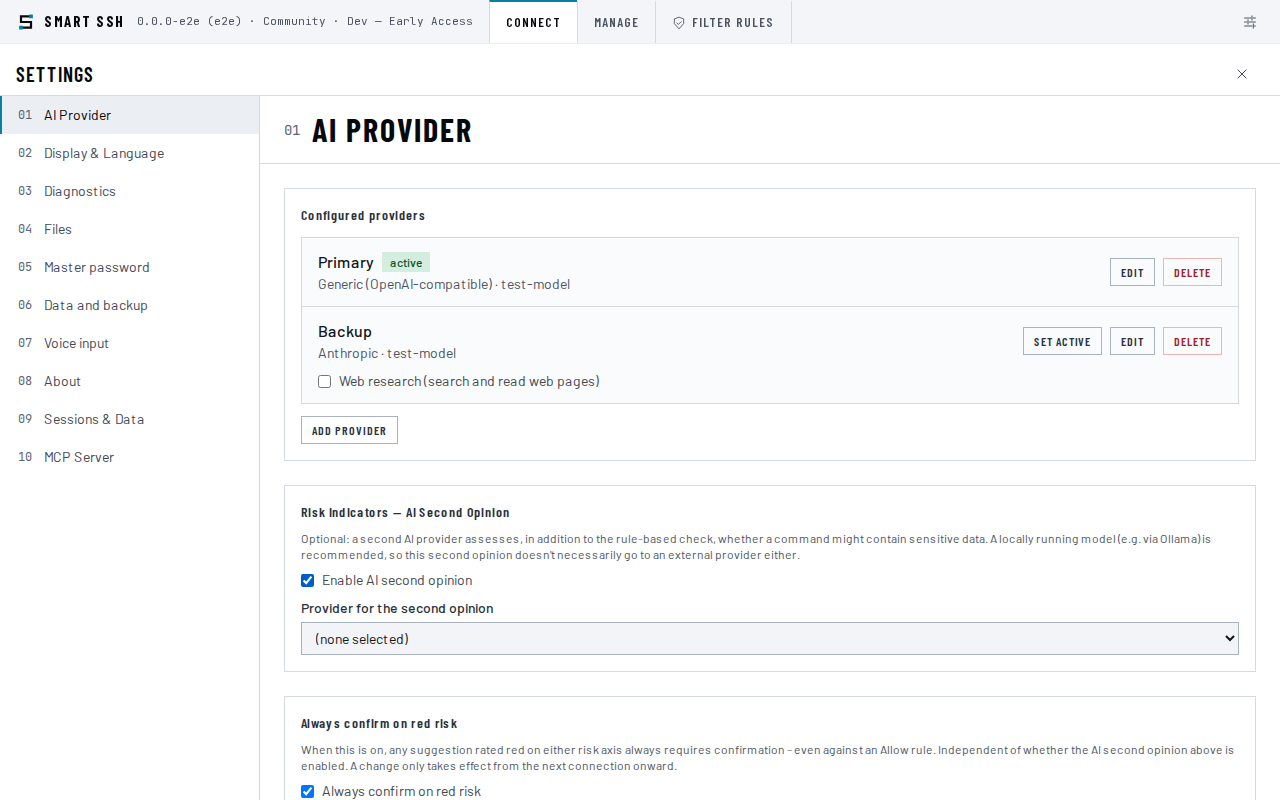 SMART SSH 0.0.0-e2e (e2e) · Community · Dev — Early Access CONNECT MANAGE FILTER RULES
SETTINGS
01 AI Provider
02 Display & Language
03 Diagnostics
04 Files
05 Master password
06 Data and backup
07 Voice input
08 About
09 Sessions & Data
10 MCP Server
01 AI PROVIDER
Configured providers
Primary active
Generic (OpenAI-compatible) · test-model
EDIT DELETE
Backup
Anthropic · test-model
SET ACTIVE EDIT DELETE
Web research (search and read web pages)
ADD PROVIDER
Risk indicators — AI Second Opinion
Optional: a second AI provider assesses, in addition to the rule-based check, whether a command might contain sensitive data. A locally running model (e.g. via Ollama) is
recommended, so this second opinion doesn't necessarily go to an external provider either.
Enable AI second opinion
Provider for the second opinion
(none selected)
Always confirm on red risk
When this is on, any suggestion rated red on either risk axis always requires confirmation - even against an Allow rule. Independent of whether the AI second opinion above is
enabled. A change only takes effect from the next connection onward.
Always confirm on red risk